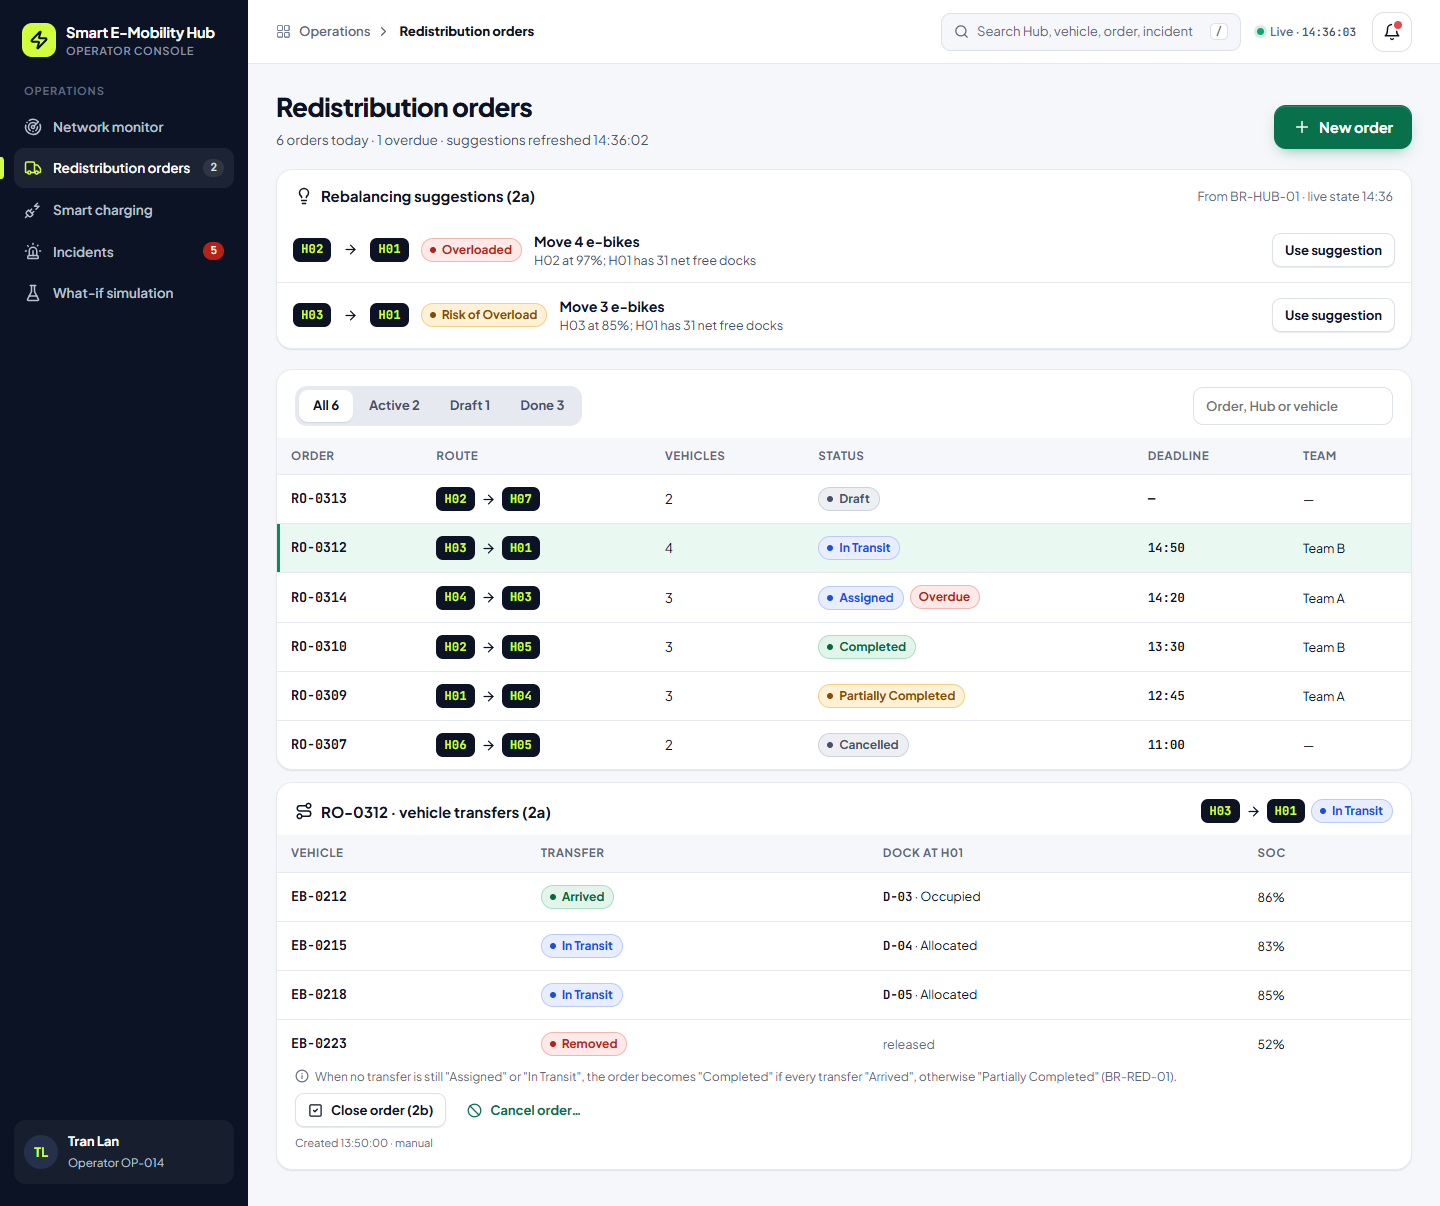 Smart E-Mobility Hub
OPERATOR CONSOLE
OPERATIONS
Network monitor
Redistribution orders 2
Smart charging
Incidents 5
What-if simulation
TL
Tran Lan
Operator OP-014
Operations > Redistribution orders
Search Hub, vehicle, order, incident /
Live · 14:36:03
Redistribution orders
6 orders today · 1 overdue · suggestions refreshed 14:36:02
+ New order
Rebalancing suggestions (2a)
From BR-HUB-01 · live state 14:36
H02 → H01 Overloaded
Move 4 e-bikes
H02 at 97%; H01 has 31 net free docks
Use suggestion
H03 → H01 Risk of Overload
Move 3 e-bikes
H03 at 85%; H01 has 31 net free docks
Use suggestion
All 6 Active 2 Draft 1 Done 3
Order, Hub or vehicle
ORDER ROUTE VEHICLES STATUS DEADLINE TEAM
RO-0313 H02 → H07 2 Draft — —
RO-0312 H03 → H01 4 In Transit 14:50 Team B
RO-0314 H04 → H03 3 Assigned Overdue 14:20 Team A
RO-0310 H02 → H05 3 Completed 13:30 Team B
RO-0309 H01 → H04 3 Partially Completed 12:45 Team A
RO-0307 H06 → H05 2 Cancelled 11:00 —
RO-0312 · vehicle transfers (2a)
H03 → H01 In Transit
VEHICLE TRANSFER DOCK AT H01 SOC
EB-0212 Arrived D-03 · Occupied 86%
EB-0215 In Transit D-04 · Allocated 83%
EB-0218 In Transit D-05 · Allocated 85%
EB-0223 Removed released 52%
When no transfer is still "Assigned" or "In Transit", the order becomes "Completed" if every transfer "Arrived", otherwise "Partially Completed" (BR-RED-01).
Close order (2b) Cancel order…
Created 13:50:00 · manual